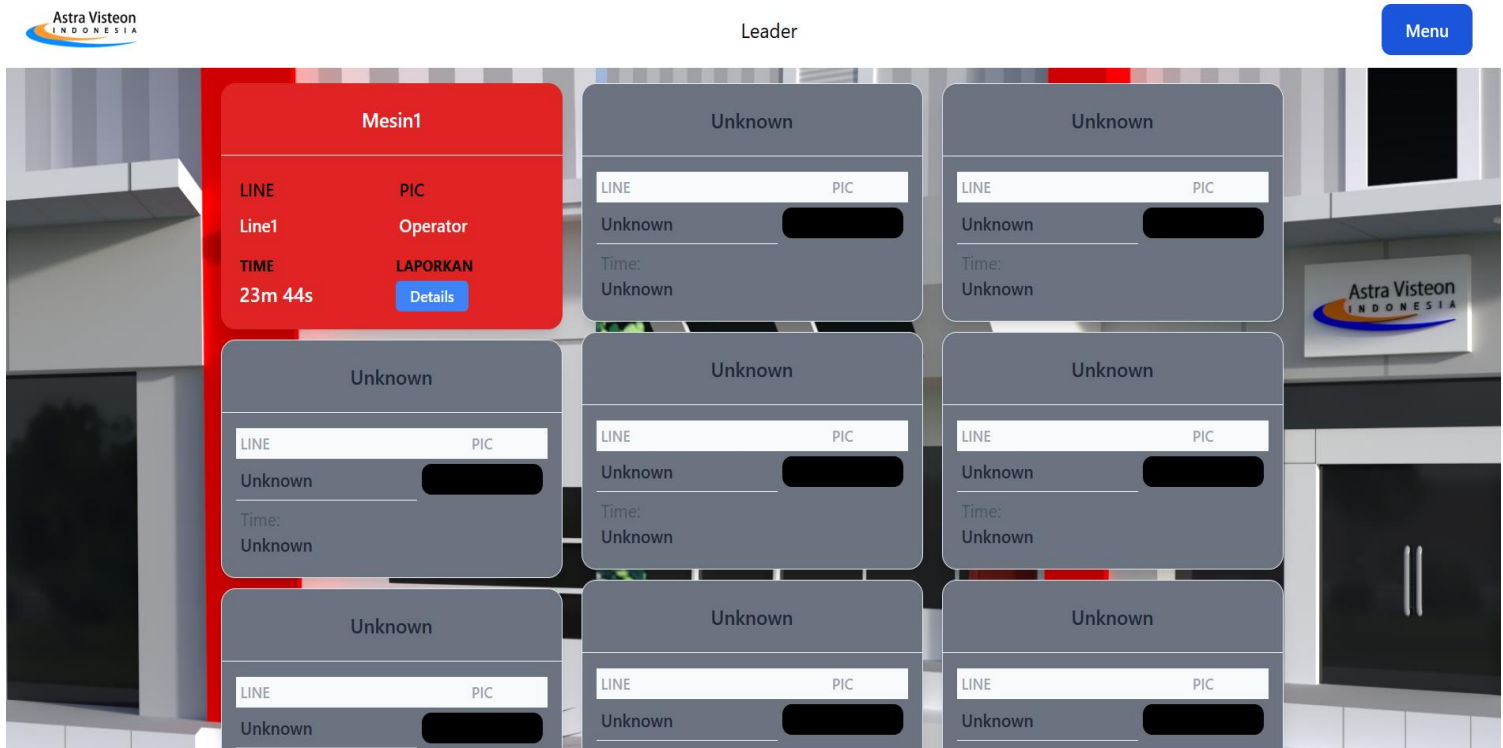 Astra Visteon
INDONESIA
Leader
Menu
Mesin1
LINE PIC
Line1 Operator
TIME LAPORKAN
23m 44s Details
Unknown
LINE PIC
Unknown
Time:
Unknown
Unknown
LINE PIC
Unknown
Time:
Unknown
Astra Visteon
INDONESIA
Unknown
LINE PIC
Unknown
Time:
Unknown
Unknown
LINE PIC
Unknown
Time:
Unknown
Unknown
LINE PIC
Unknown
Time:
Unknown
Unknown
LINE PIC
Unknown
Unknown
LINE PIC
Unknown
Unknown
LINE PIC
Unknown